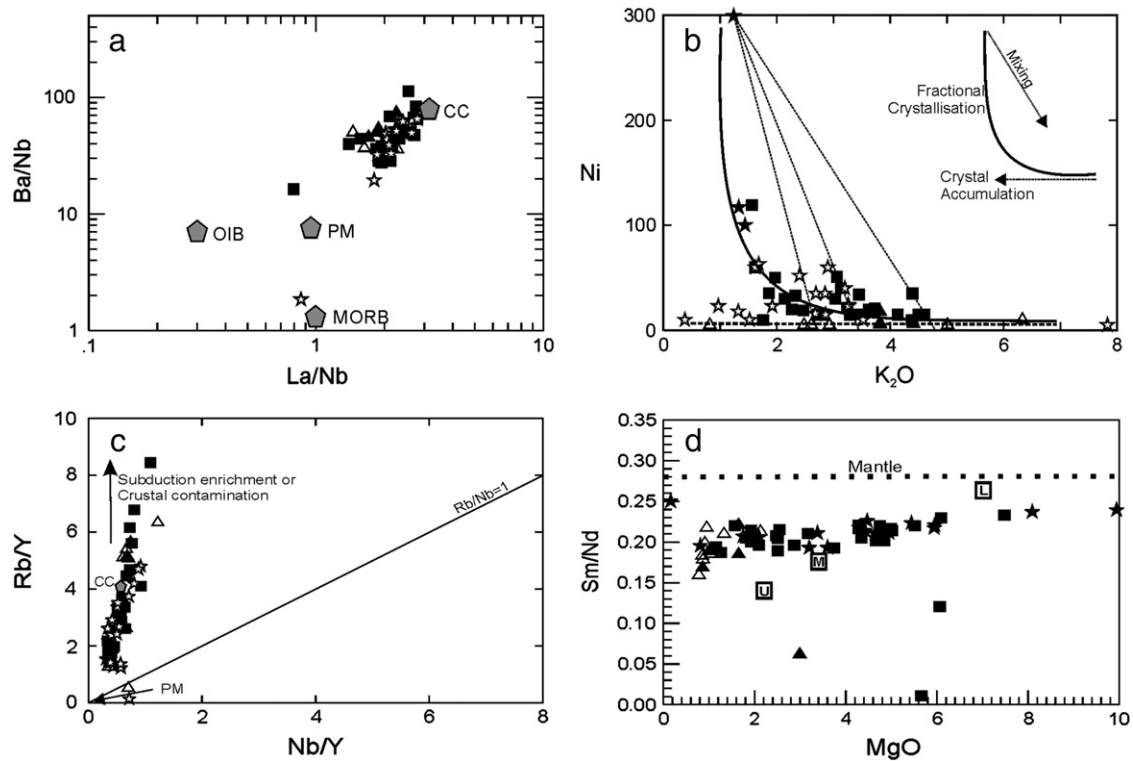 a
100
10
1
Ba/Nb
CC
OIB
PM
MORB
.1
1
10
La/Nb
b
300
200
100
0
Ni
Mixing
Fractional
Crystallisation
Crystal
Accumulation
0
2
4
6
8
K₂O
c
10
8
6
4
2
0
Rb/Y
Subduction enrichment or
Crustal contamination
Rb/Nb=1
CC
PM
0
2
4
6
8
Nb/Y
d
0.35
0.30
0.25
0.20
0.15
0.10
0.05
0.00
Sm/Nd
Mantle
L
M
U
0
2
4
6
8
10
MgO